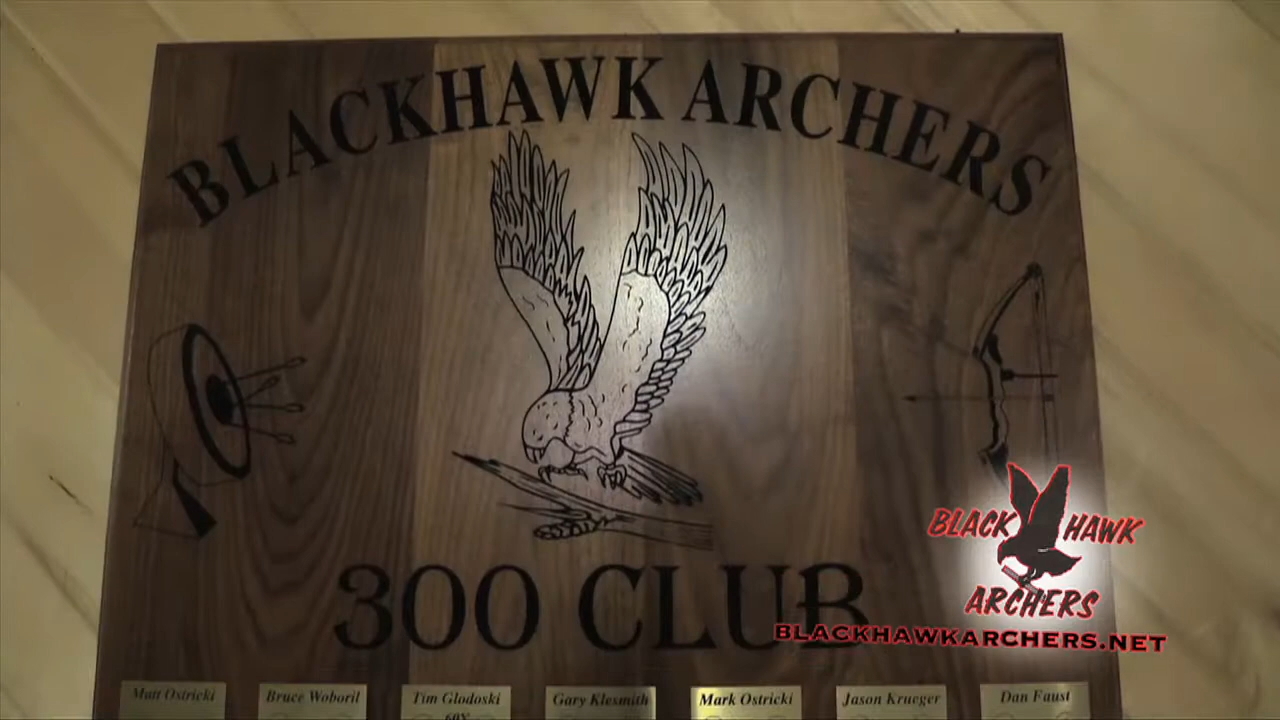 BLACKHAWK ARCHERS
300 CLUB
BLACK HAWK
ARCHERS
BLACKHAWKARCHERS.NET
Matt Ostricki
Bruce Woboril
Tim Glodoski
60X
Gary Klesmith
Mark Ostricki
Jason Krueger
Dan Faust